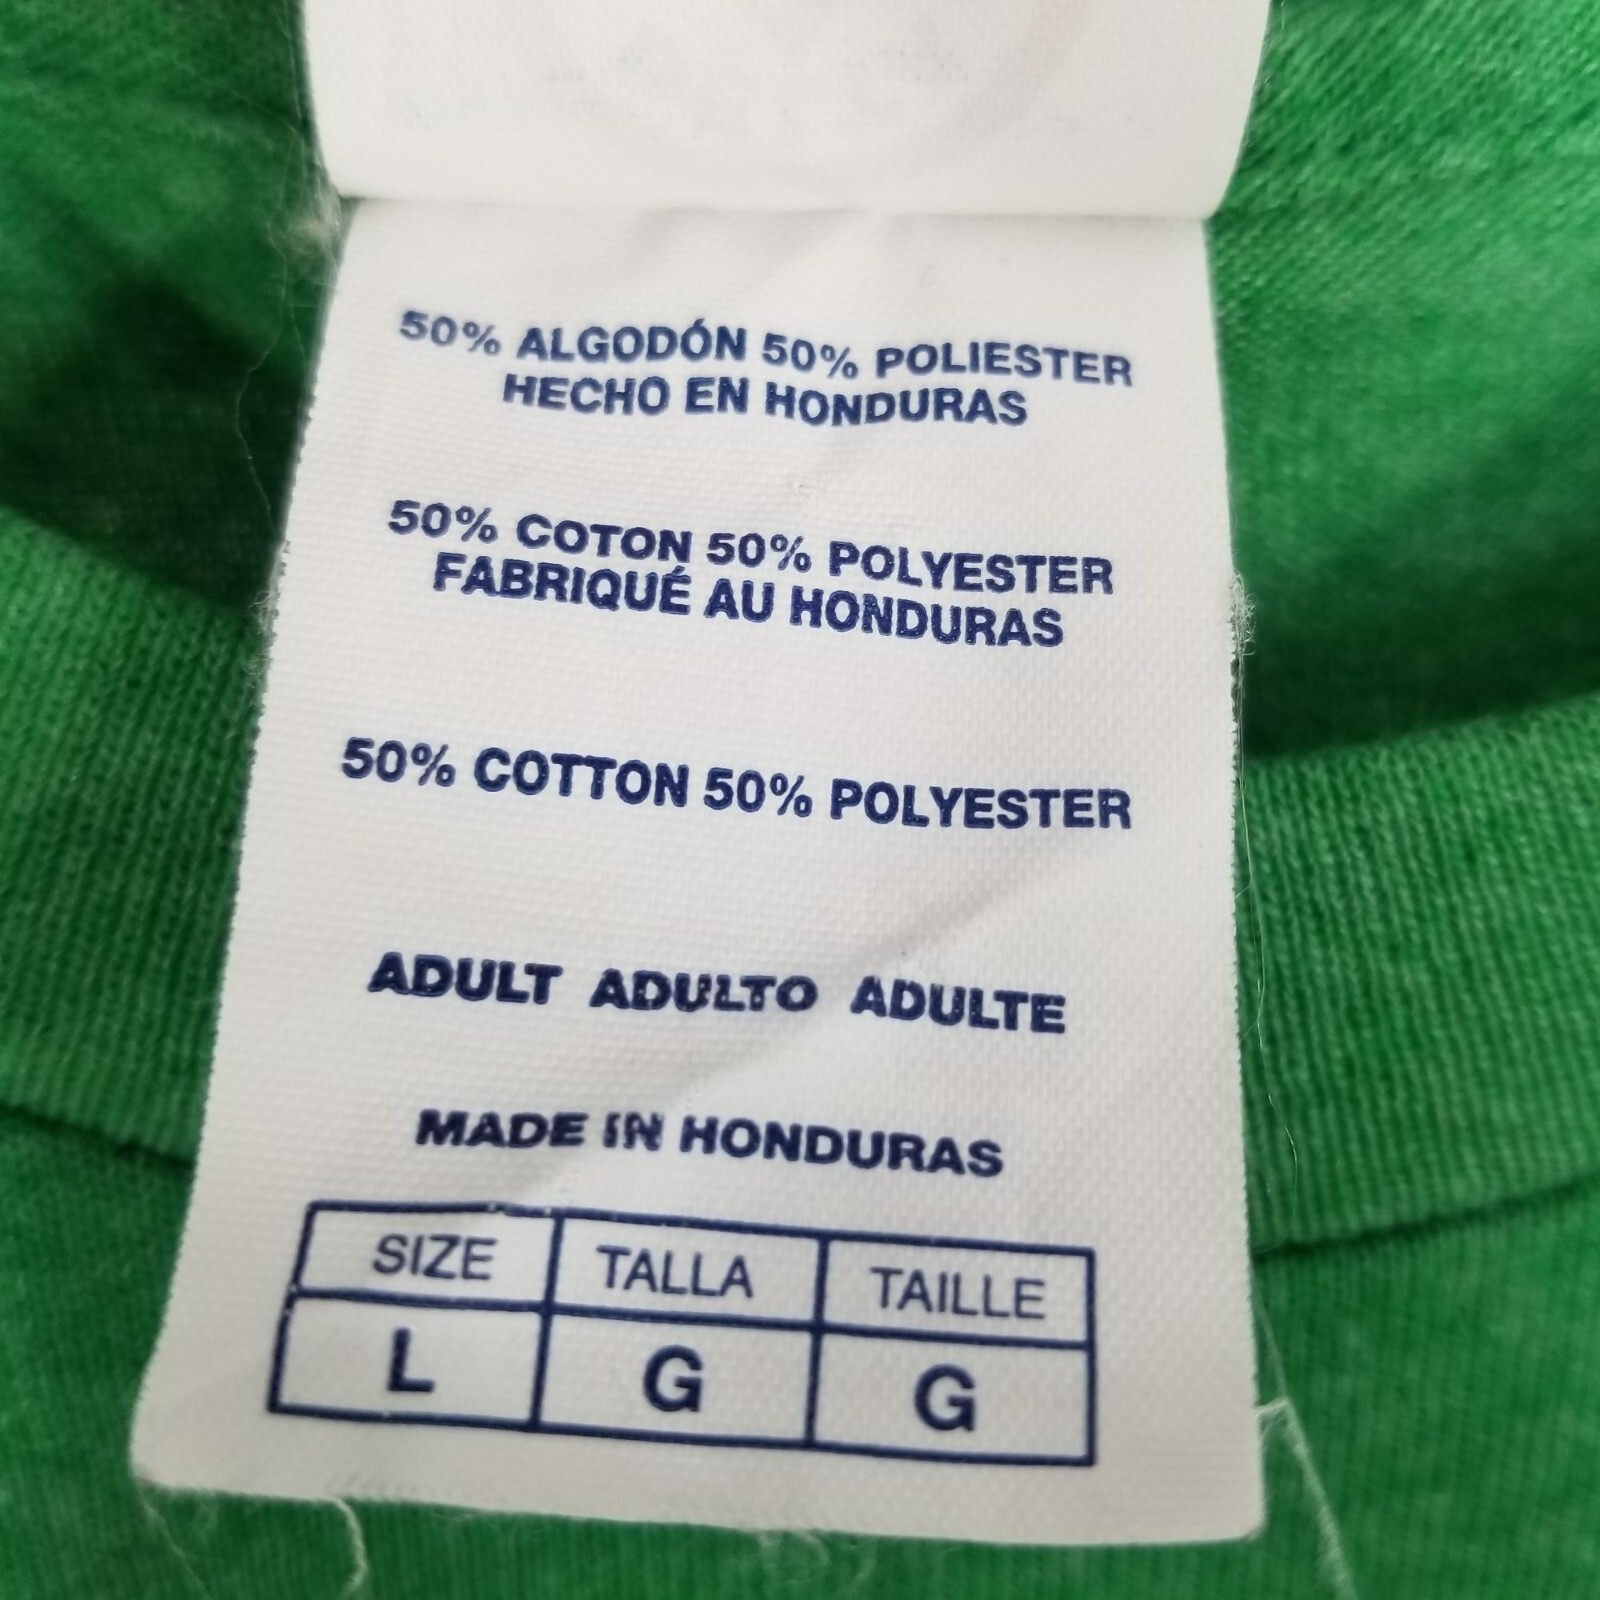 50% ALGODÓN 50% POLIESTER
HECHO EN HONDURAS
50% COTON 50% POLYESTER
FABRIQUÉ AU HONDURAS
50% COTTON 50% POLYESTER
ADULT ADULTO ADULTE
MADE IN HONDURAS
SIZE TALLA TAILLE
L G G